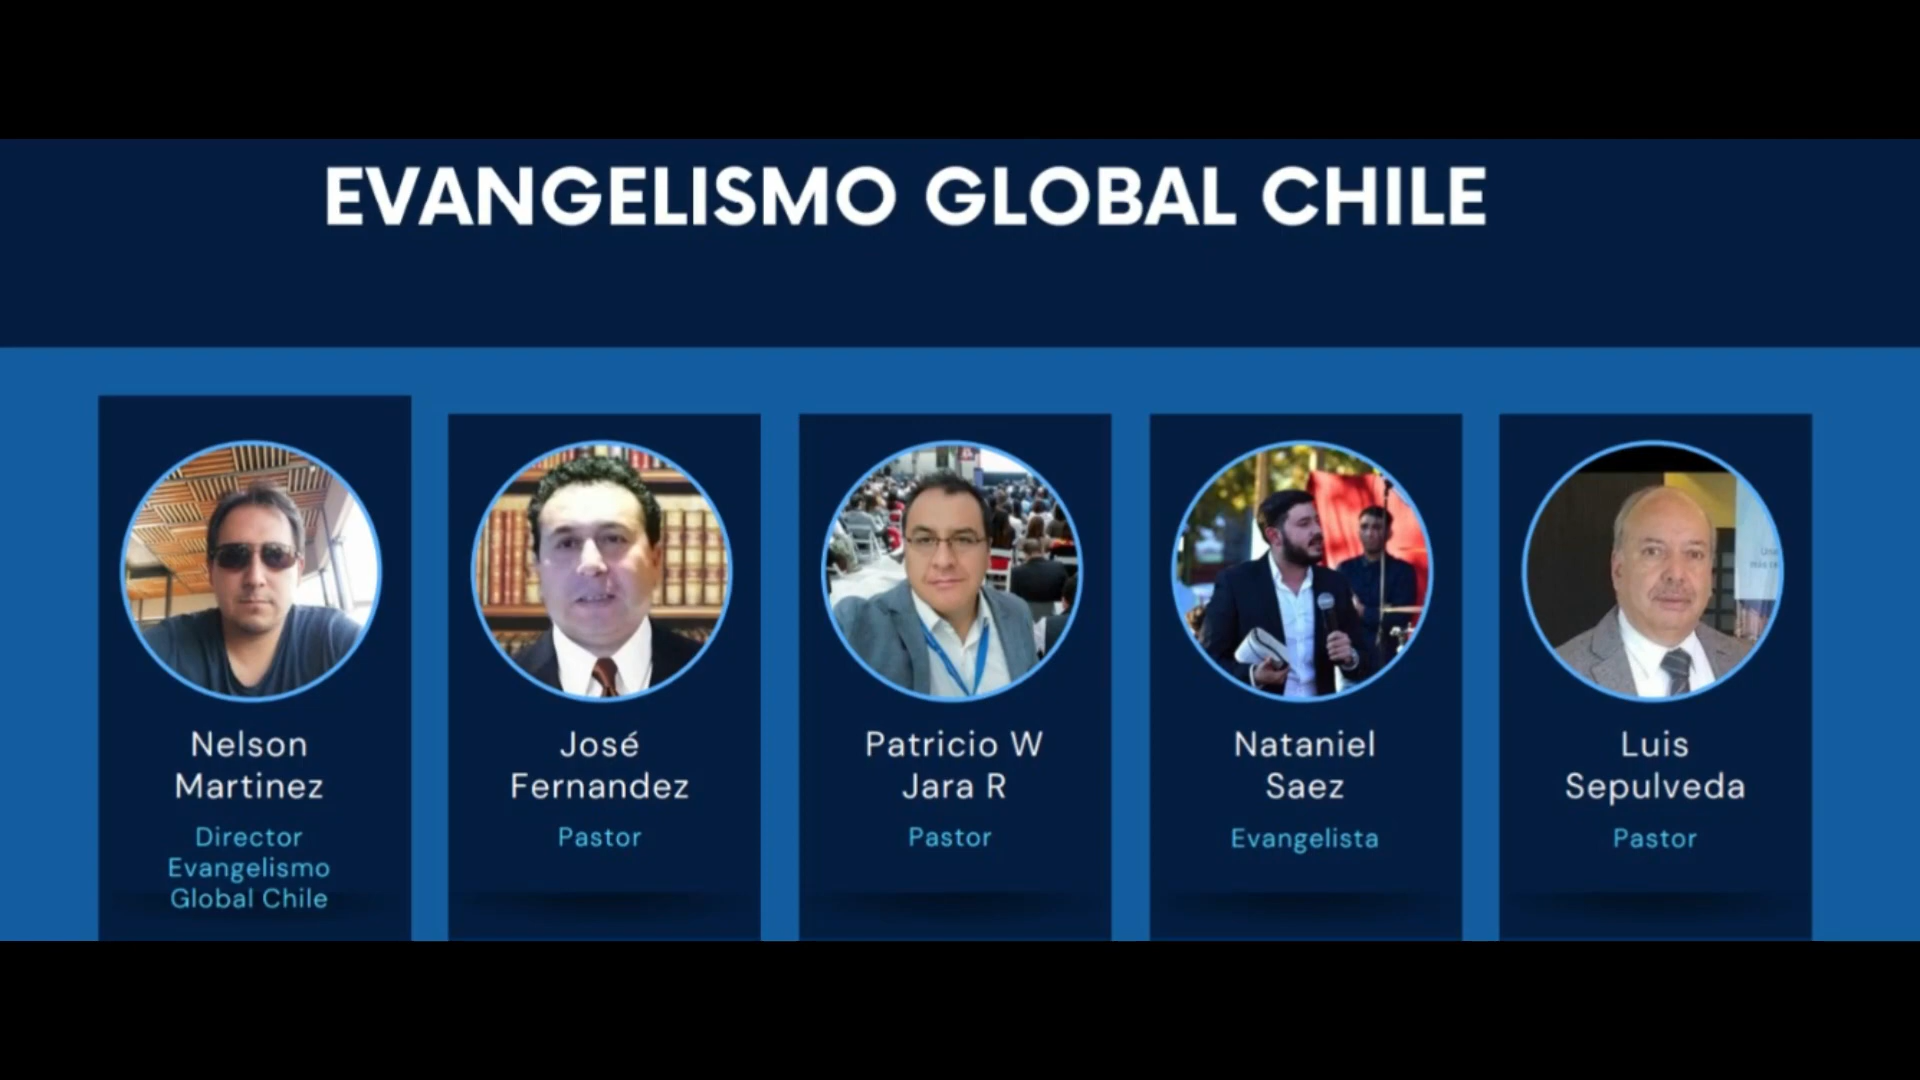 EVANGELISMO GLOBAL CHILE
Nelson
Martinez
Director
Evangelismo
Global Chile
José
Fernandez
Pastor
Patricio W
Jara R
Pastor
Nataniel
Saez
Evangelista
Luis
Sepulveda
Pastor